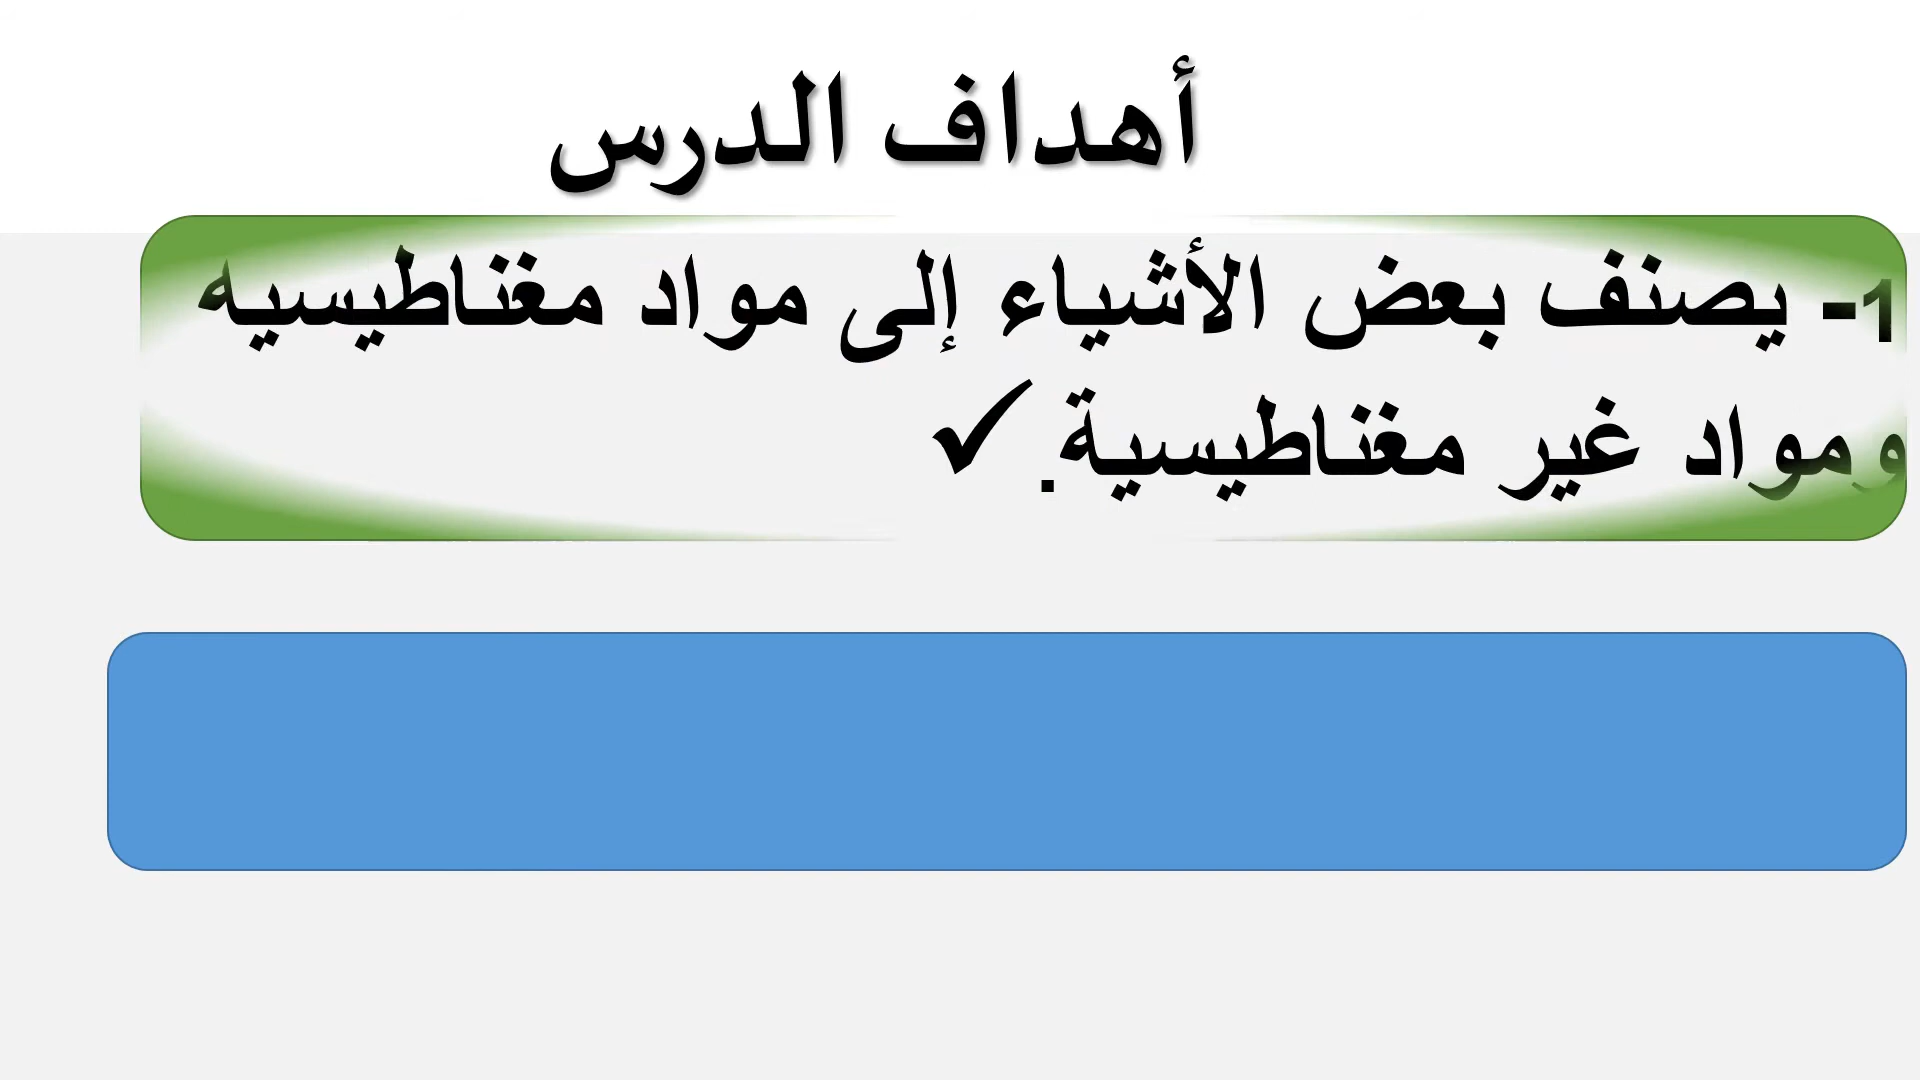 أهداف الدرس
1- يصنف بعض الأشياء إلى مواد مغناطيسيه
ومواد غير مغناطيسية. ✓